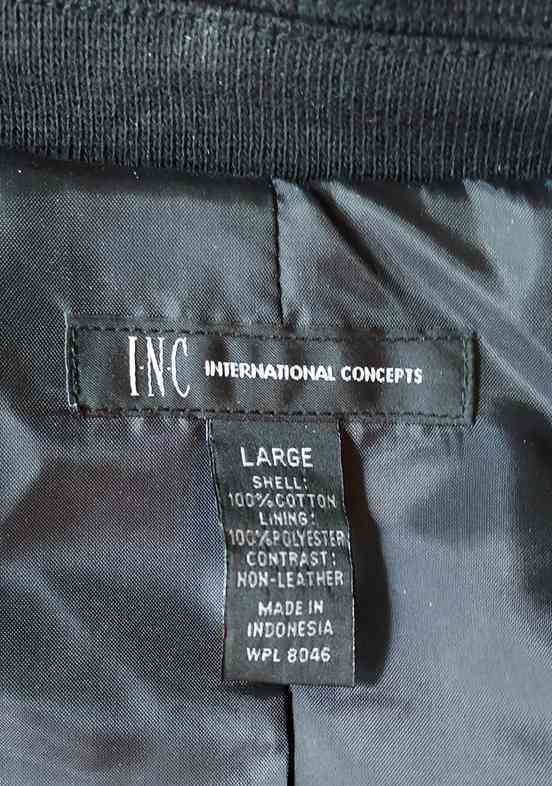 I·N·C INTERNATIONAL CONCEPTS
LARGE
SHELL:
100%COTTON
LINING:
100%POLYESTER
CONTRAST:
NON-LEATHER
MADE IN
INDONESIA
WPL 8046